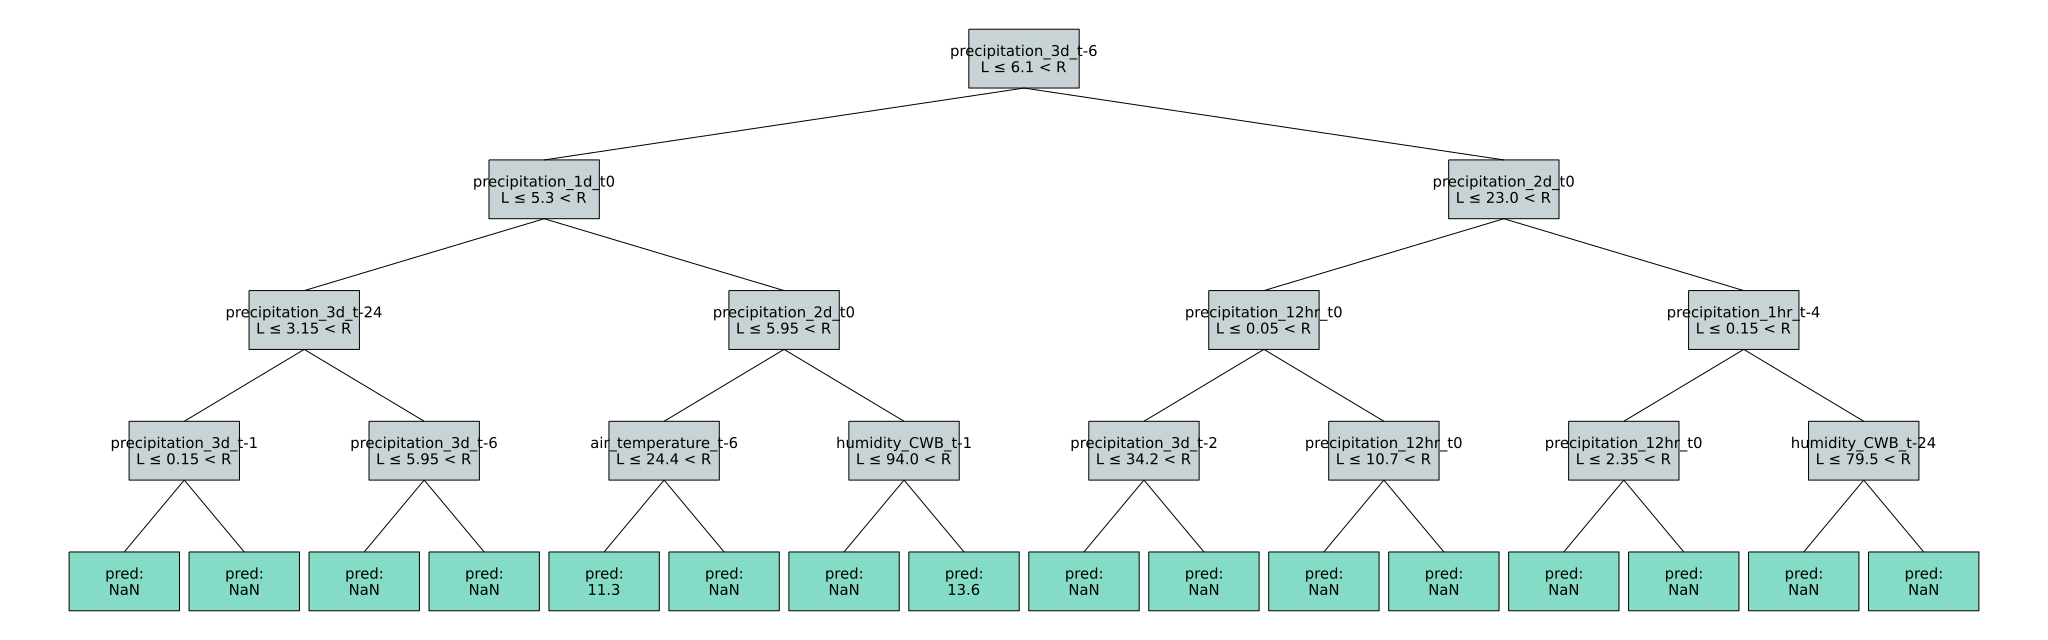 precipitation_3d_t-6
L ≤ 6.1 < R
precipitation_1d_t0
L ≤ 5.3 < R
precipitation_2d_t0
L ≤ 23.0 < R
precipitation_3d_t-24
L ≤ 3.15 < R
precipitation_2d_t0
L ≤ 5.95 < R
precipitation_12hr_t0
L ≤ 0.05 < R
precipitation_1hr_t-4
L ≤ 0.15 < R
precipitation_3d_t-1
L ≤ 0.15 < R
precipitation_3d_t-6
L ≤ 5.95 < R
air_temperature_t-6
L ≤ 24.4 < R
humidity_CWB_t-1
L ≤ 94.0 < R
precipitation_3d_t-2
L ≤ 34.2 < R
precipitation_12hr_t0
L ≤ 10.7 < R
precipitation_12hr_t0
L ≤ 2.35 < R
humidity_CWB_t-24
L ≤ 79.5 < R
pred:
NaN
pred:
NaN
pred:
NaN
pred:
NaN
pred:
11.3
pred:
NaN
pred:
NaN
pred:
13.6
pred:
NaN
pred:
NaN
pred:
NaN
pred:
NaN
pred:
NaN
pred:
NaN
pred:
NaN
pred:
NaN